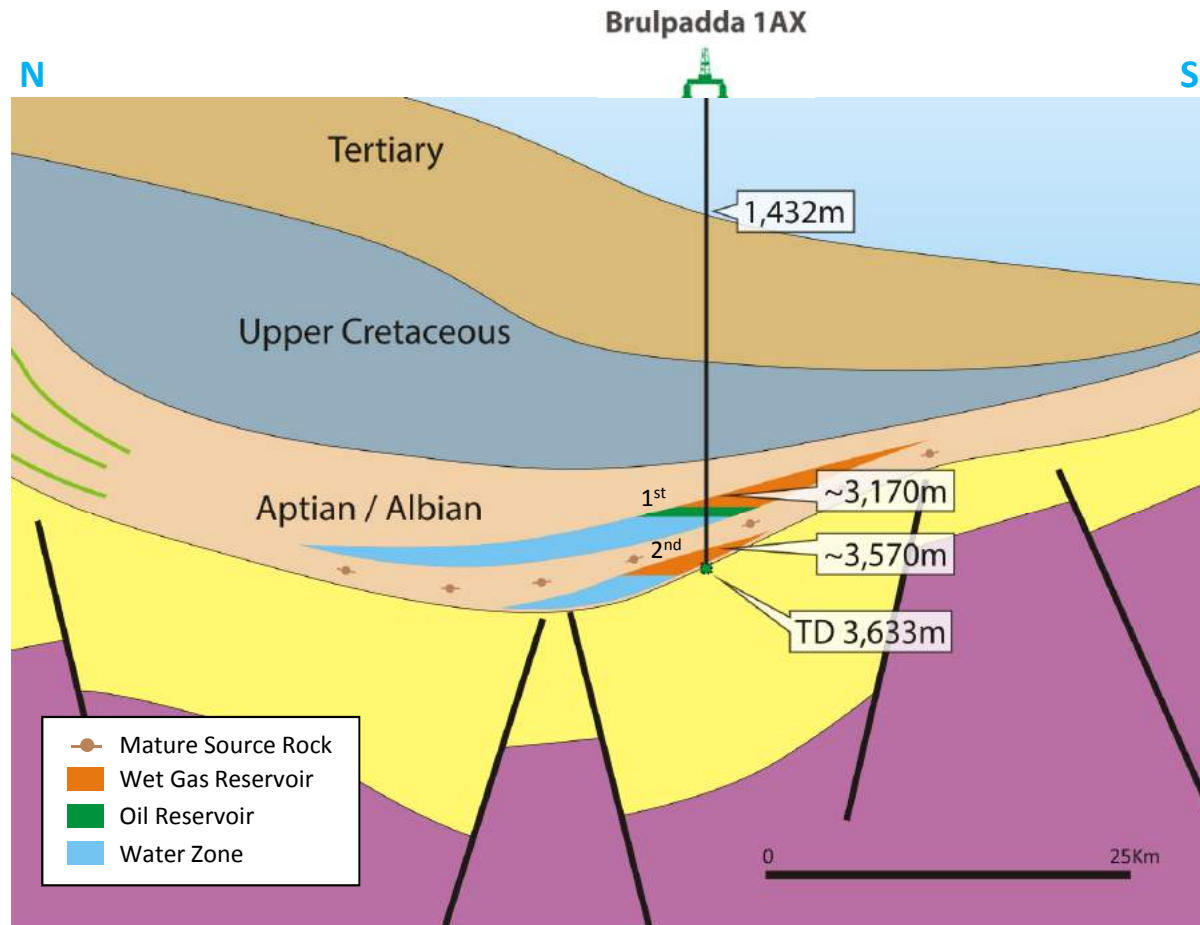 Brulpadda 1AX
N
S
Tertiary
1,432m
Upper Cretaceous
1st
~3,170m
Aptian / Albian
2nd
~3,570m
TD 3,633m
Mature Source Rock
Wet Gas Reservoir
Oil Reservoir
Water Zone
0
25Km